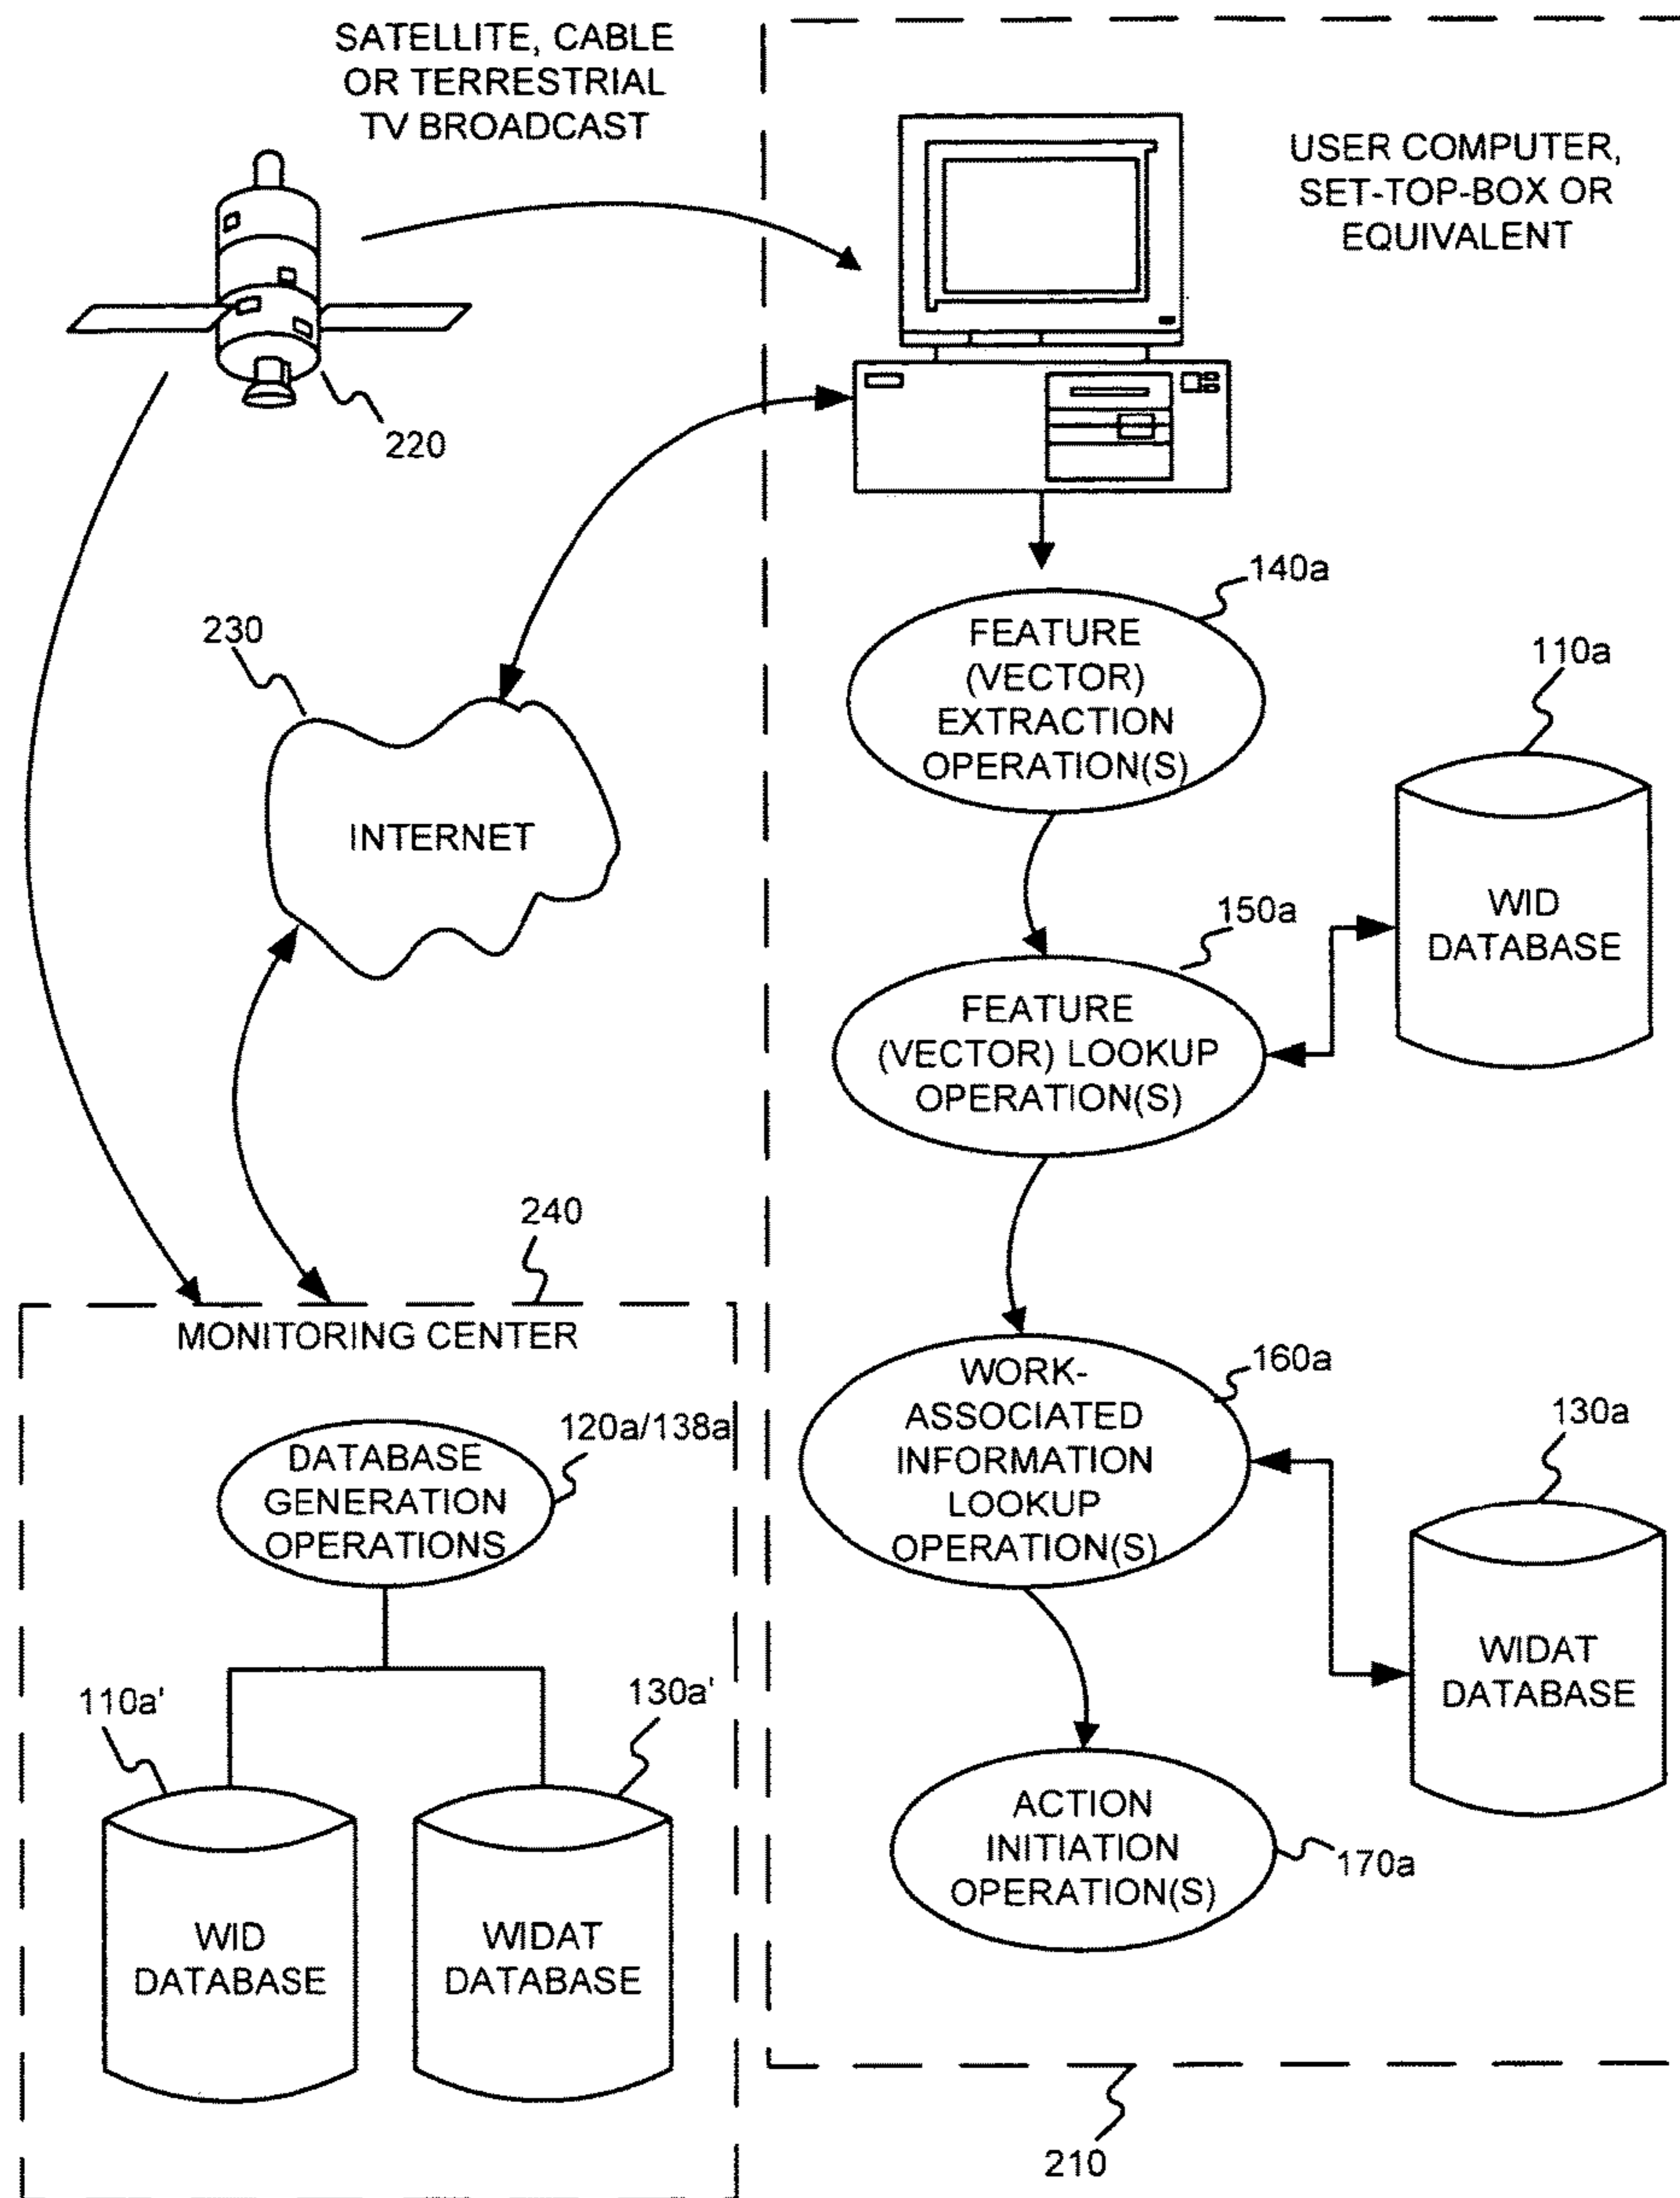 SATELLITE, CABLE
OR TERRESTRIAL
TV BROADCAST
USER COMPUTER,
SET-TOP-BOX OR
EQUIVALENT
220
230
INTERNET
140a
FEATURE
(VECTOR)
EXTRACTION
OPERATION(S)
110a
WID
DATABASE
150a
FEATURE
(VECTOR) LOOKUP
OPERATION(S)
240
MONITORING CENTER
120a/138a
DATABASE
GENERATION
OPERATIONS
110a'
130a'
WID
DATABASE
WIDAT
DATABASE
160a
WORK-
ASSOCIATED
INFORMATION
LOOKUP
OPERATION(S)
130a
WIDAT
DATABASE
ACTION
INITIATION
OPERATION(S)
170a
210